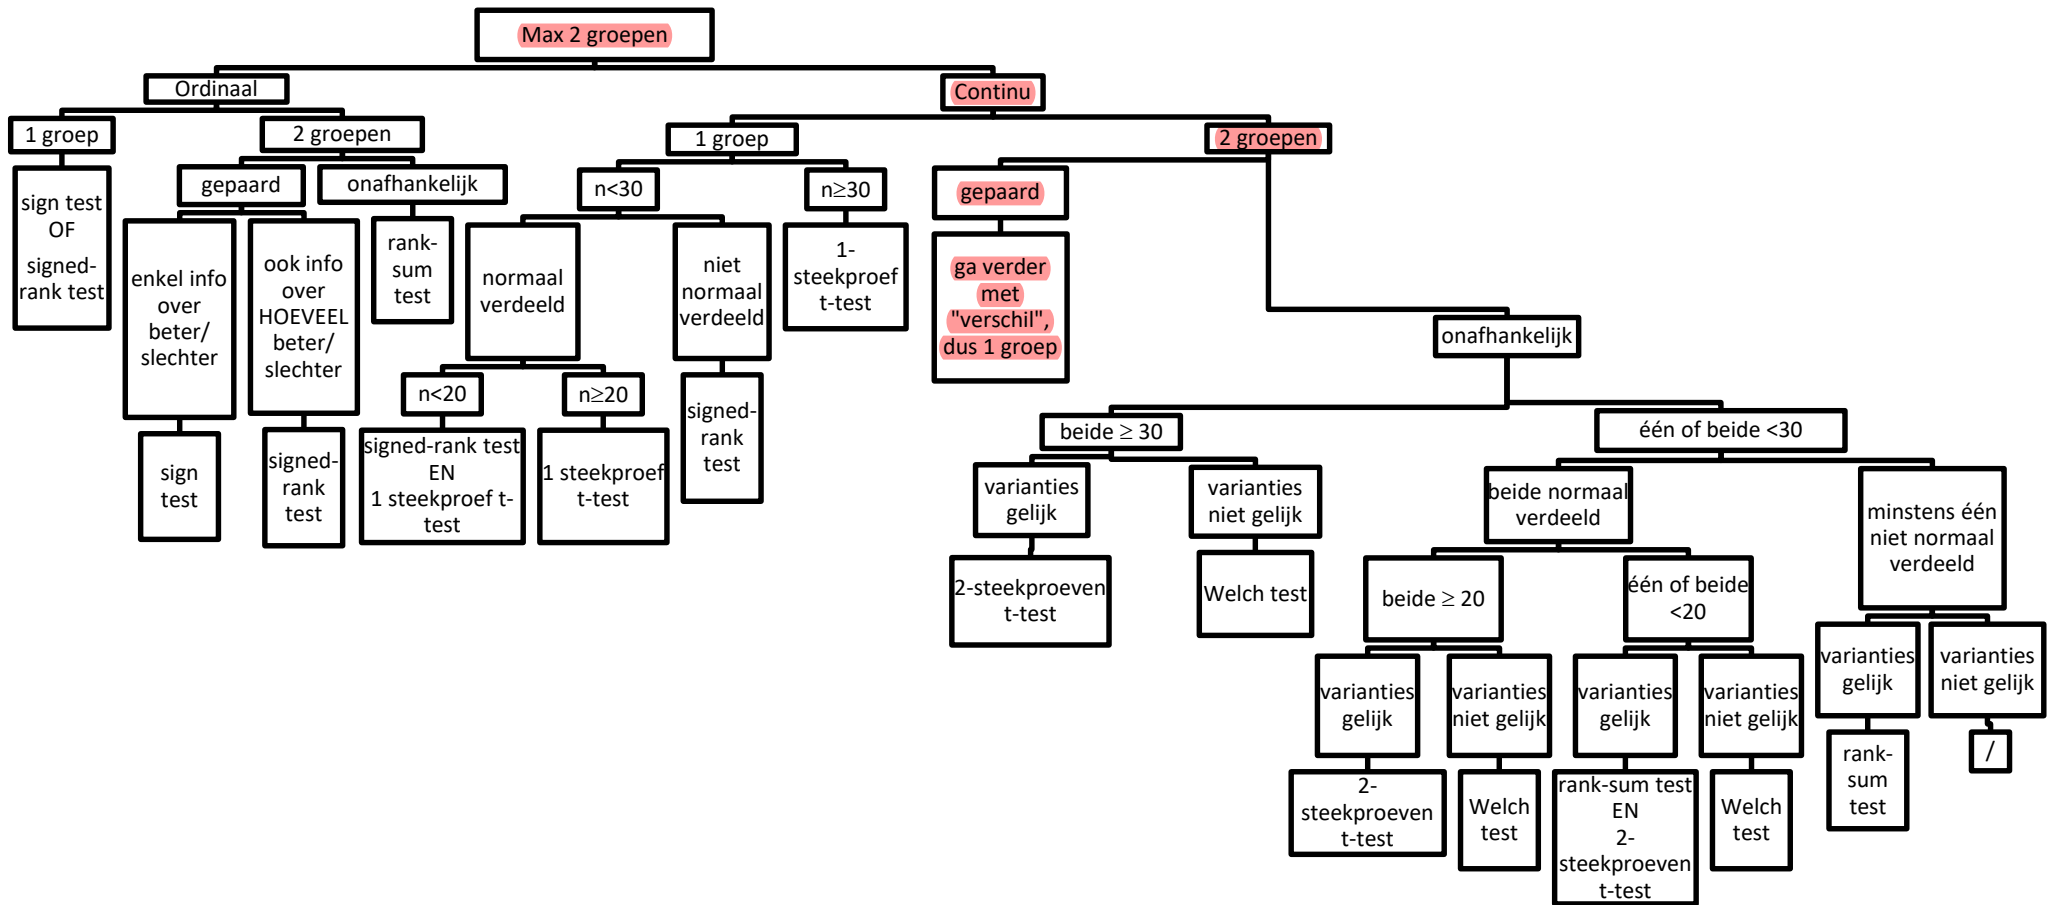 Max 2 groepen
Ordinaal
Continu
1 groep
2 groepen
1 groep
2 groepen
sign test
OF
signed-
rank test
gepaard
onafhankelijk
n<30
n≥30
gepaard
enkel info
over
beter/
slechter
ook info
over
HOEVEEL
beter/
slechter
rank-
sum
test
normaal
verdeeld
niet
normaal
verdeeld
1-
steekproef
t-test
ga verder
met
"verschil",
dus 1 groep
onafhankelijk
n<20
n≥20
sign
test
signed-
rank
test
signed-rank test
EN
1 steekproef t-
test
1 steekproef
t-test
signed-
rank
test
beide ≥ 30
één of beide <30
varianties
gelijk
varianties
niet gelijk
beide normaal
verdeeld
minstens één
niet normaal
verdeeld
2-steekproeven
t-test
Welch test
beide ≥ 20
één of beide
<20
varianties
gelijk
varianties
niet gelijk
varianties
gelijk
varianties
niet gelijk
varianties
gelijk
varianties
niet gelijk
2-
steekproeven
t-test
Welch
test
rank-sum test
EN
2-
steekproeven
t-test
Welch
test
rank-
sum
test
/